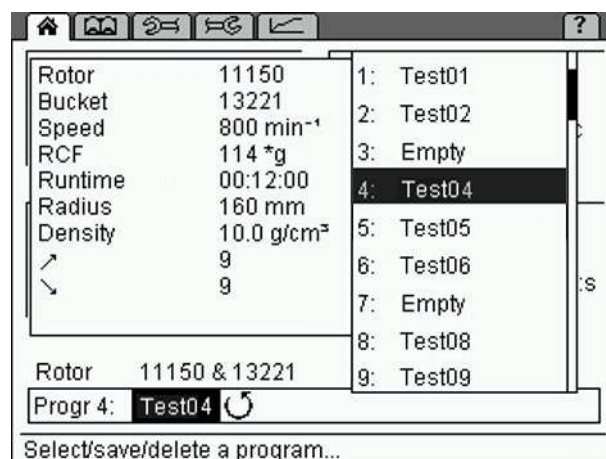 ?
Rotor 11150
Bucket 13221
Speed 800 min⁻¹
RCF 114 *g
Runtime 00:12:00
Radius 160 mm
Density 10.0 g/cm³
↗ 9
↘ 9
1: Test01
2: Test02
3: Empty
4: Test04
5: Test05
6: Test06
7: Empty
8: Test08
9: Test09
:s
Rotor 11150 & 13221
Progr 4: Test04
Select/save/delete a program...